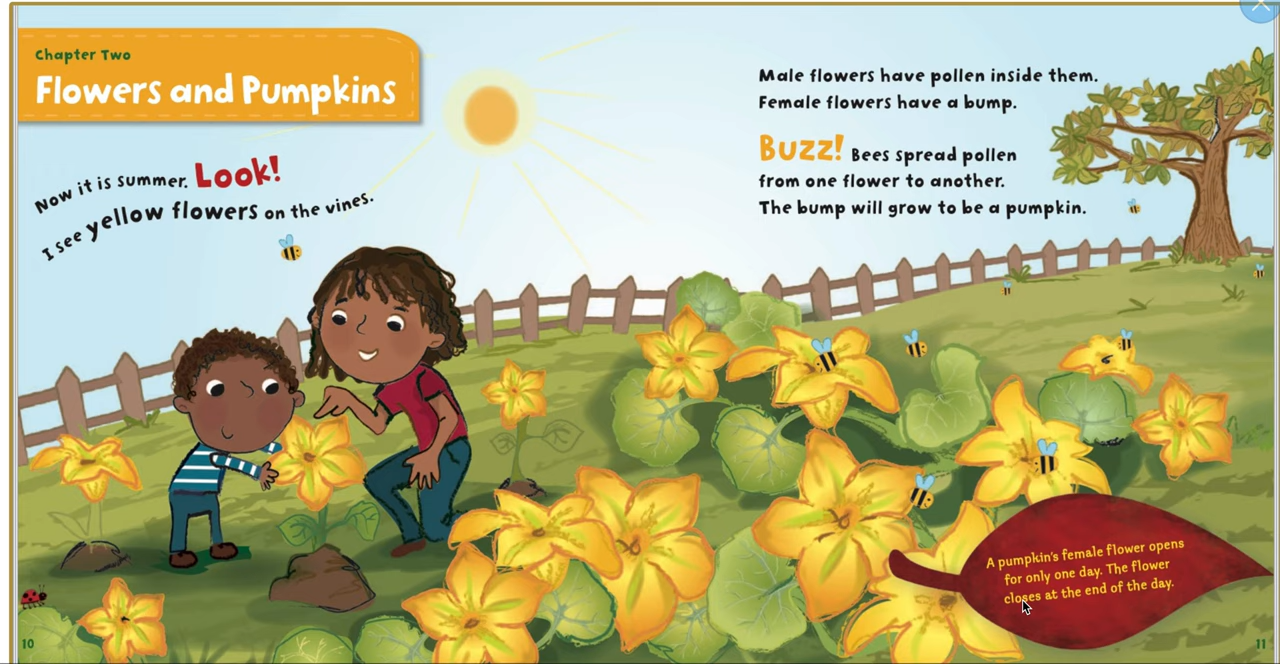 Chapter Two
Flowers and Pumpkins
Now it is summer. Look!
I see yellow flowers on the vines.
Male flowers have pollen inside them.
Female flowers have a bump.
Buzz! Bees spread pollen
from one flower to another.
The bump will grow to be a pumpkin.
A pumpkin's female flower opens
for only one day. The flower
closes at the end of the day.
10
11